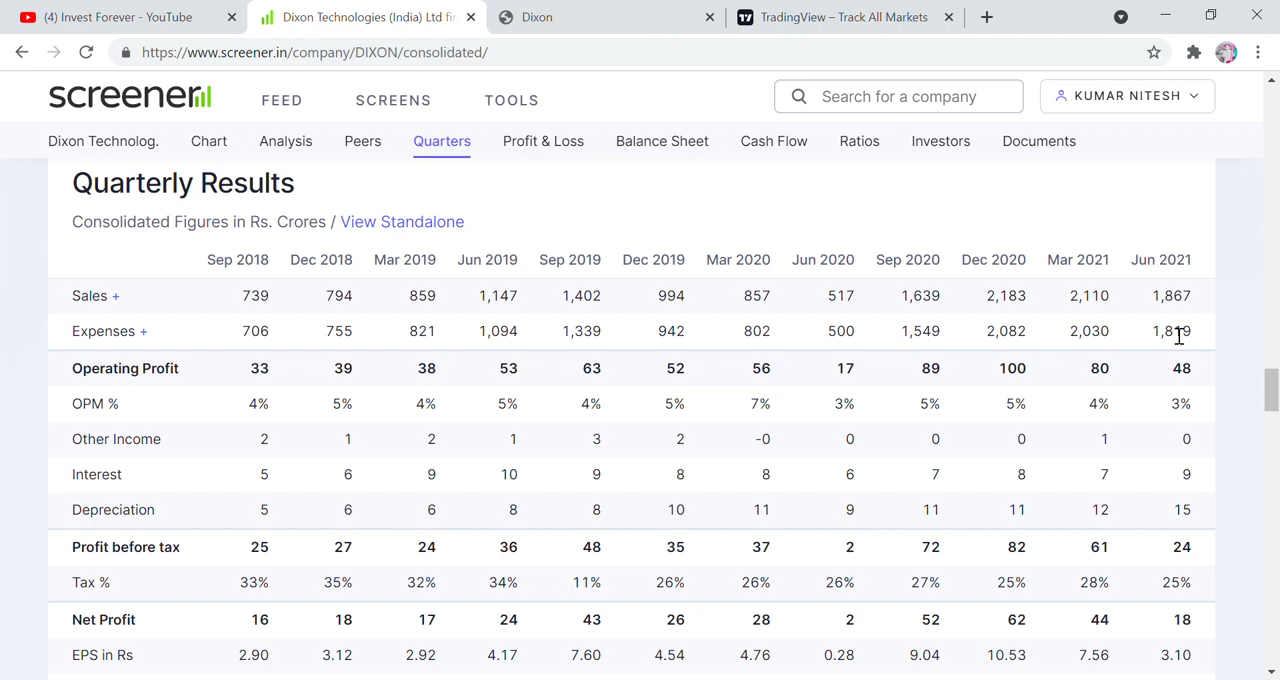 (4) Invest Forever - YouTube
Dixon Technologies (India) Ltd fin
Dixon
TradingView – Track All Markets
https://www.screener.in/company/DIXON/consolidated/
screener
FEED SCREENS TOOLS
Search for a company
KUMAR NITESH
Dixon Technolog. Chart Analysis Peers Quarters Profit & Loss Balance Sheet Cash Flow Ratios Investors Documents
Quarterly Results
Consolidated Figures in Rs. Crores / View Standalone
Sep 2018 Dec 2018 Mar 2019 Jun 2019 Sep 2019 Dec 2019 Mar 2020 Jun 2020 Sep 2020 Dec 2020 Mar 2021 Jun 2021
Sales + 739 794 859 1,147 1,402 994 857 517 1,639 2,183 2,110 1,867
Expenses + 706 755 821 1,094 1,339 942 802 500 1,549 2,082 2,030 1,819
Operating Profit 33 39 38 53 63 52 56 17 89 100 80 48
OPM % 4% 5% 4% 5% 4% 5% 7% 3% 5% 5% 4% 3%
Other Income 2 1 2 1 3 2 -0 0 0 0 1 0
Interest 5 6 9 10 9 8 8 6 7 8 7 9
Depreciation 5 6 6 8 8 10 11 9 11 11 12 15
Profit before tax 25 27 24 36 48 35 37 2 72 82 61 24
Tax % 33% 35% 32% 34% 11% 26% 26% 26% 27% 25% 28% 25%
Net Profit 16 18 17 24 43 26 28 2 52 62 44 18
EPS in Rs 2.90 3.12 2.92 4.17 7.60 4.54 4.76 0.28 9.04 10.53 7.56 3.10